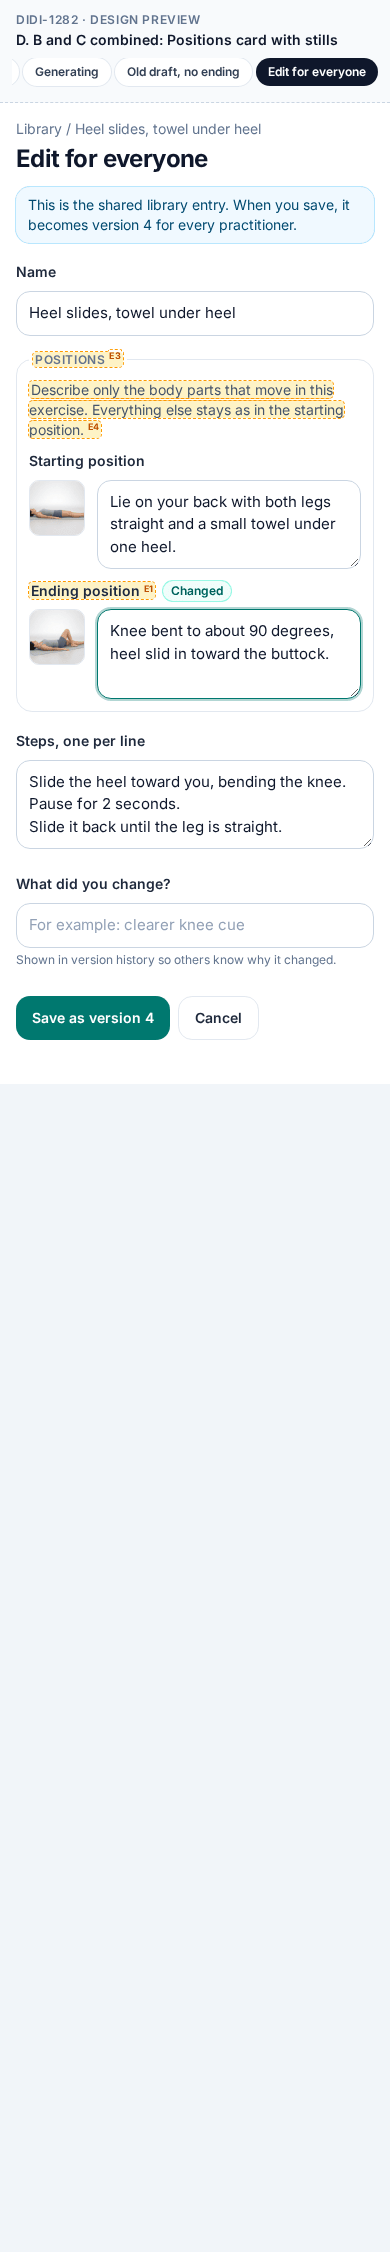 DIDI-1282 · DESIGN PREVIEW
D. B and C combined: Positions card with stills
Generating
Old draft, no ending
Edit for everyone
Library / Heel slides, towel under heel
Edit for everyone
This is the shared library entry. When you save, it
becomes version 4 for every practitioner.
Name
Heel slides, towel under heel
POSITIONS E3
Describe only the body parts that move in this
exercise. Everything else stays as in the starting
position. E4
Starting position
Lie on your back with both legs
straight and a small towel under
one heel.
Ending position E1
Changed
Knee bent to about 90 degrees,
heel slid in toward the buttock.
Steps, one per line
Slide the heel toward you, bending the knee.
Pause for 2 seconds.
Slide it back until the leg is straight.
What did you change?
For example: clearer knee cue
Shown in version history so others know why it changed.
Save as version 4
Cancel